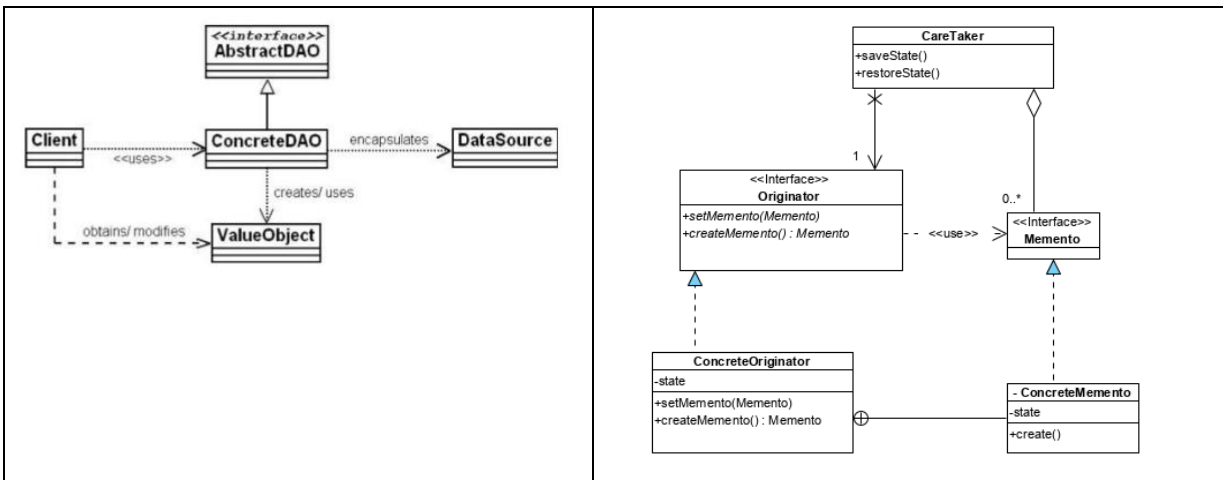 <<interface>>
AbstractDAO
Client
<<uses>>
ConcreteDAO
encapsulates
DataSource
creates/ uses
obtains/ modifies
ValueObject
CareTaker
+saveState()
+restoreState()
1
<<Interface>>
Originator
+setMemento(Memento)
+createMemento() : Memento
<<use>>
0..*
<<Interface>>
Memento
ConcreteOriginator
-state
+setMemento(Memento)
+createMemento() : Memento
- ConcreteMemento
-state
+create()